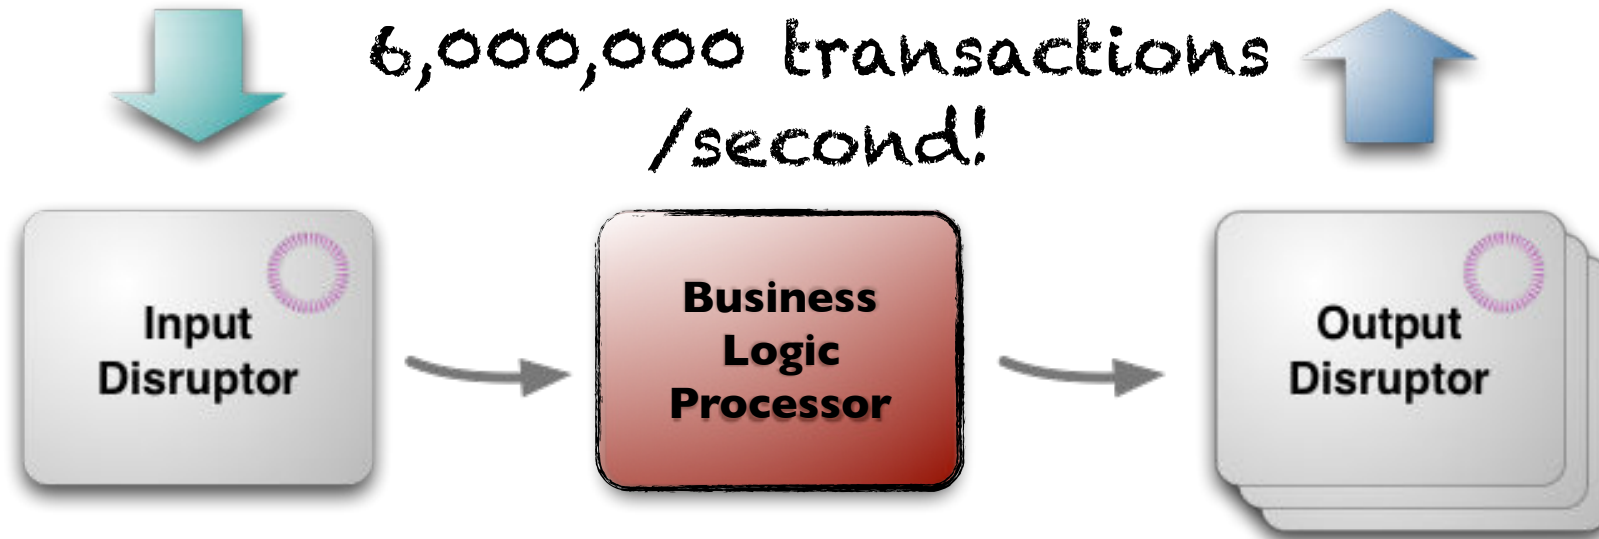 6,000,000 transactions
/second!
Input
Disruptor
Business
Logic
Processor
Output
Disruptor